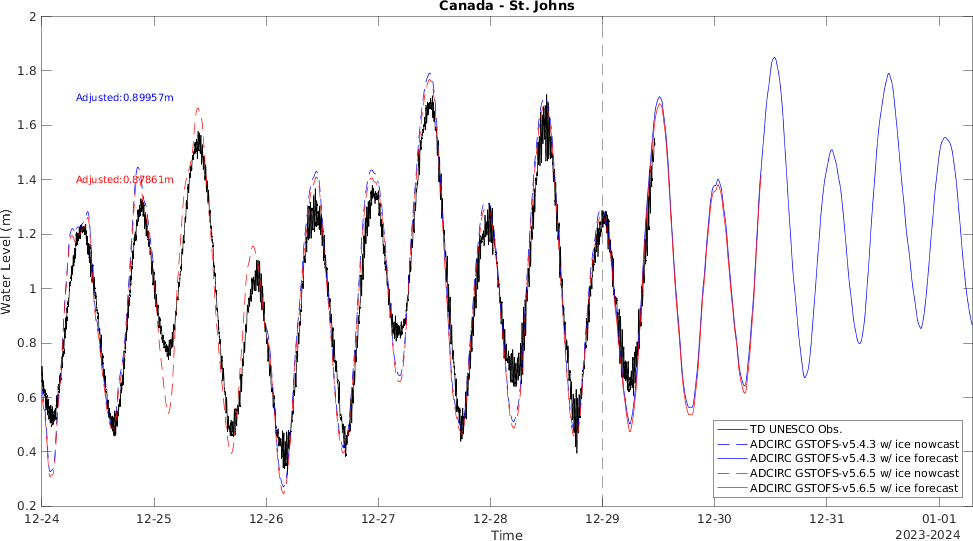 Canada - St. Johns
2
1.8
1.6
1.4
1.2
1
0.8
0.6
0.4
0.2
Water Level (m)
Adjusted:0.89957m
Adjusted:0.87861m
TD UNESCO Obs.
ADCIRC GSTOFS-v5.4.3 w/ ice nowcast
ADCIRC GSTOFS-v5.4.3 w/ ice forecast
ADCIRC GSTOFS-v5.6.5 w/ ice nowcast
ADCIRC GSTOFS-v5.6.5 w/ ice forecast
12-24 12-25 12-26 12-27 12-28 12-29 12-30 12-31 01-01
Time
2023-2024